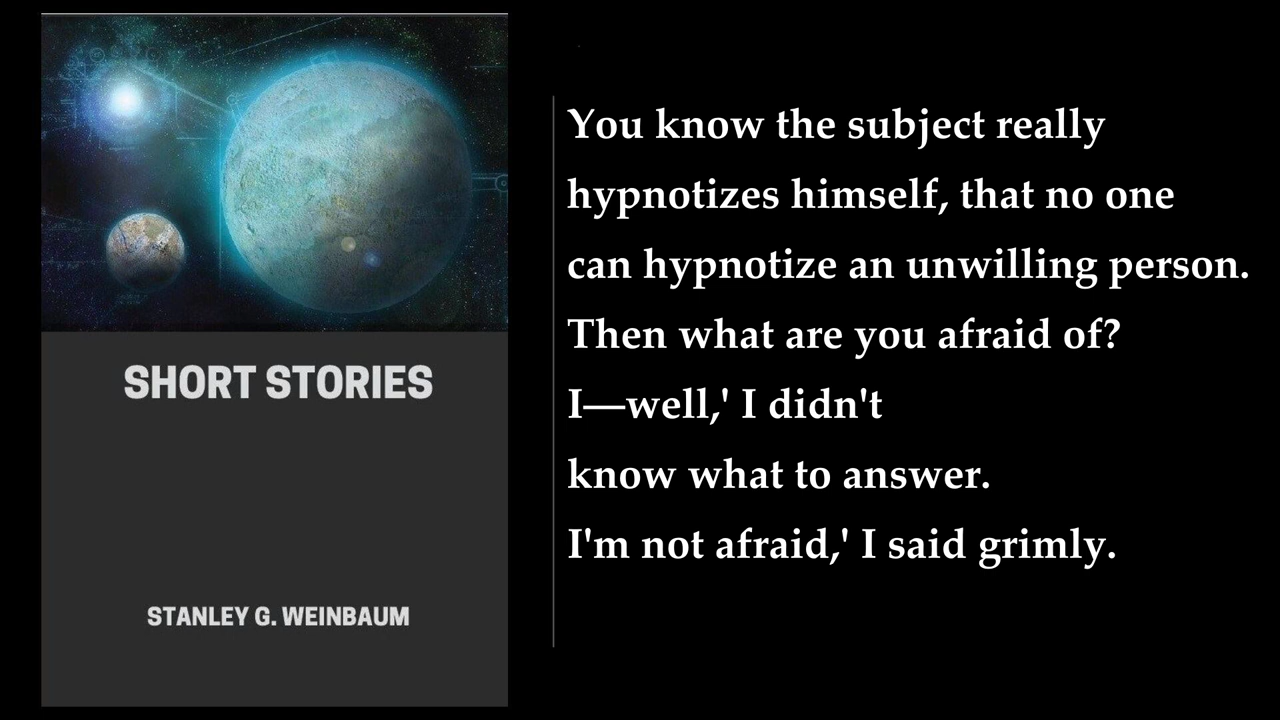 SHORT STORIES
STANLEY G. WEINBAUM
You know the subject really
hypnotizes himself, that no one
can hypnotize an unwilling person.
Then what are you afraid of?
I—well,' I didn't
know what to answer.
I'm not afraid,' I said grimly.